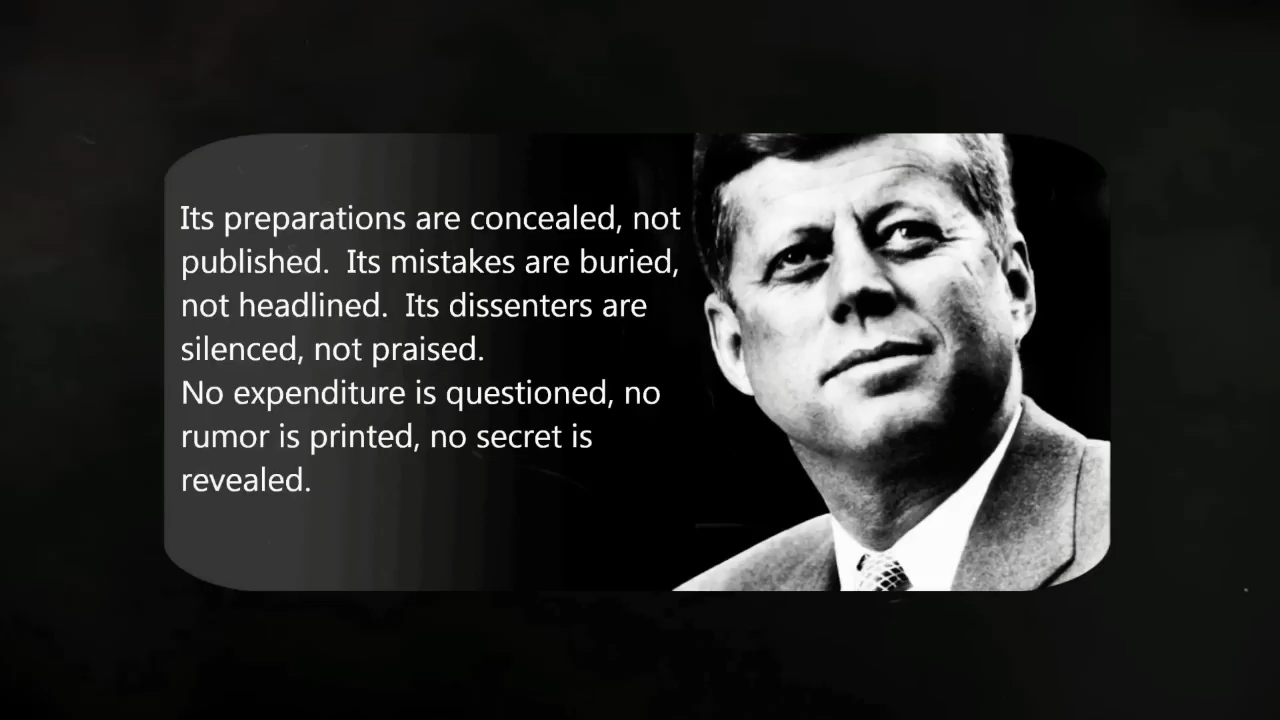 Its preparations are concealed, not
published.  Its mistakes are buried,
not headlined.  Its dissenters are
silenced, not praised.
No expenditure is questioned, no
rumor is printed, no secret is
revealed.